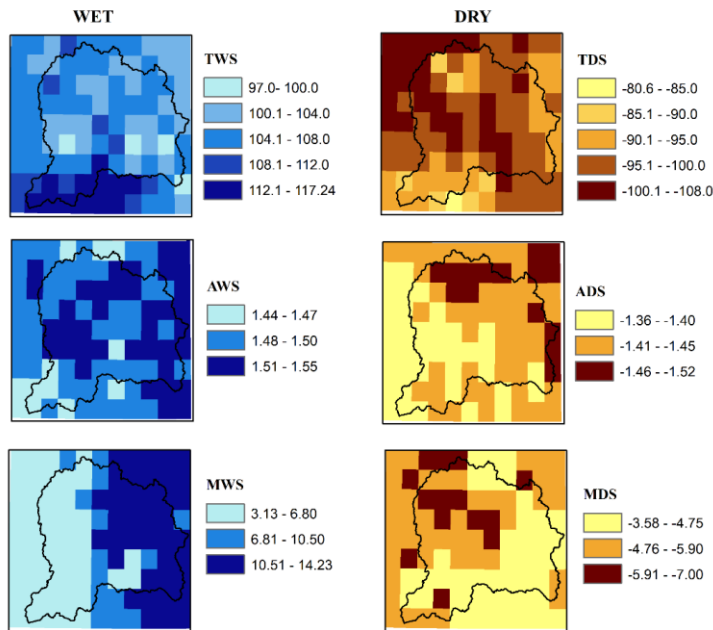 WET
DRY
TWS
97.0- 100.0
100.1 - 104.0
104.1 - 108.0
108.1 - 112.0
112.1 - 117.24
TDS
-80.6 - -85.0
-85.1 - -90.0
-90.1 - -95.0
-95.1 - -100.0
-100.1 - -108.0
AWS
1.44 - 1.47
1.48 - 1.50
1.51 - 1.55
ADS
-1.36 - -1.40
-1.41 - -1.45
-1.46 - -1.52
MWS
3.13 - 6.80
6.81 - 10.50
10.51 - 14.23
MDS
-3.58 - -4.75
-4.76 - -5.90
-5.91 - -7.00